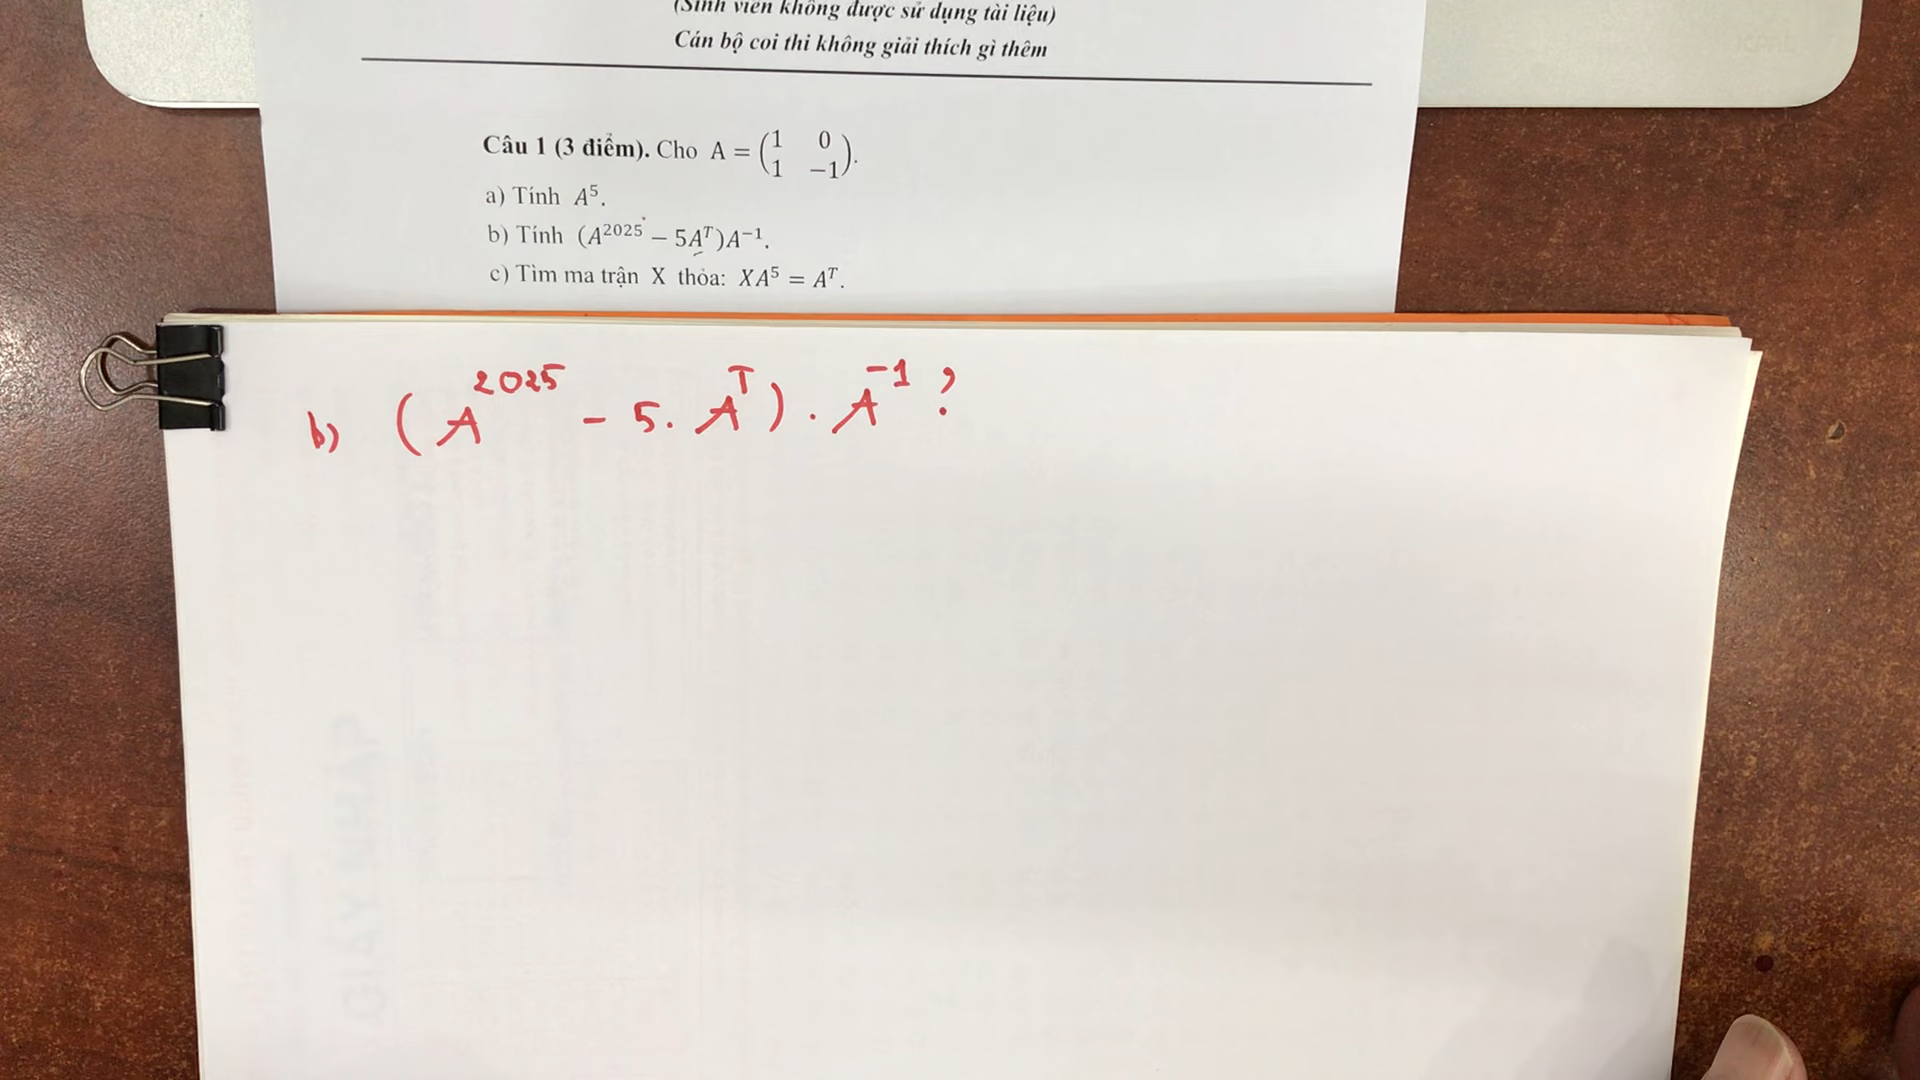 (Sinh viên không được sử dụng tài liệu)
Cán bộ coi thi không giải thích gì thêm
Câu 1 (3 điểm). Cho A = (1 0
1 −1).
a) Tính A⁵.
b) Tính (A²⁰²⁵ − 5Aᵀ)A⁻¹.
c) Tìm ma trận X thỏa: XA⁵ = Aᵀ.
b) (A²⁰²⁵ − 5. Aᵀ) . A⁻¹ ?